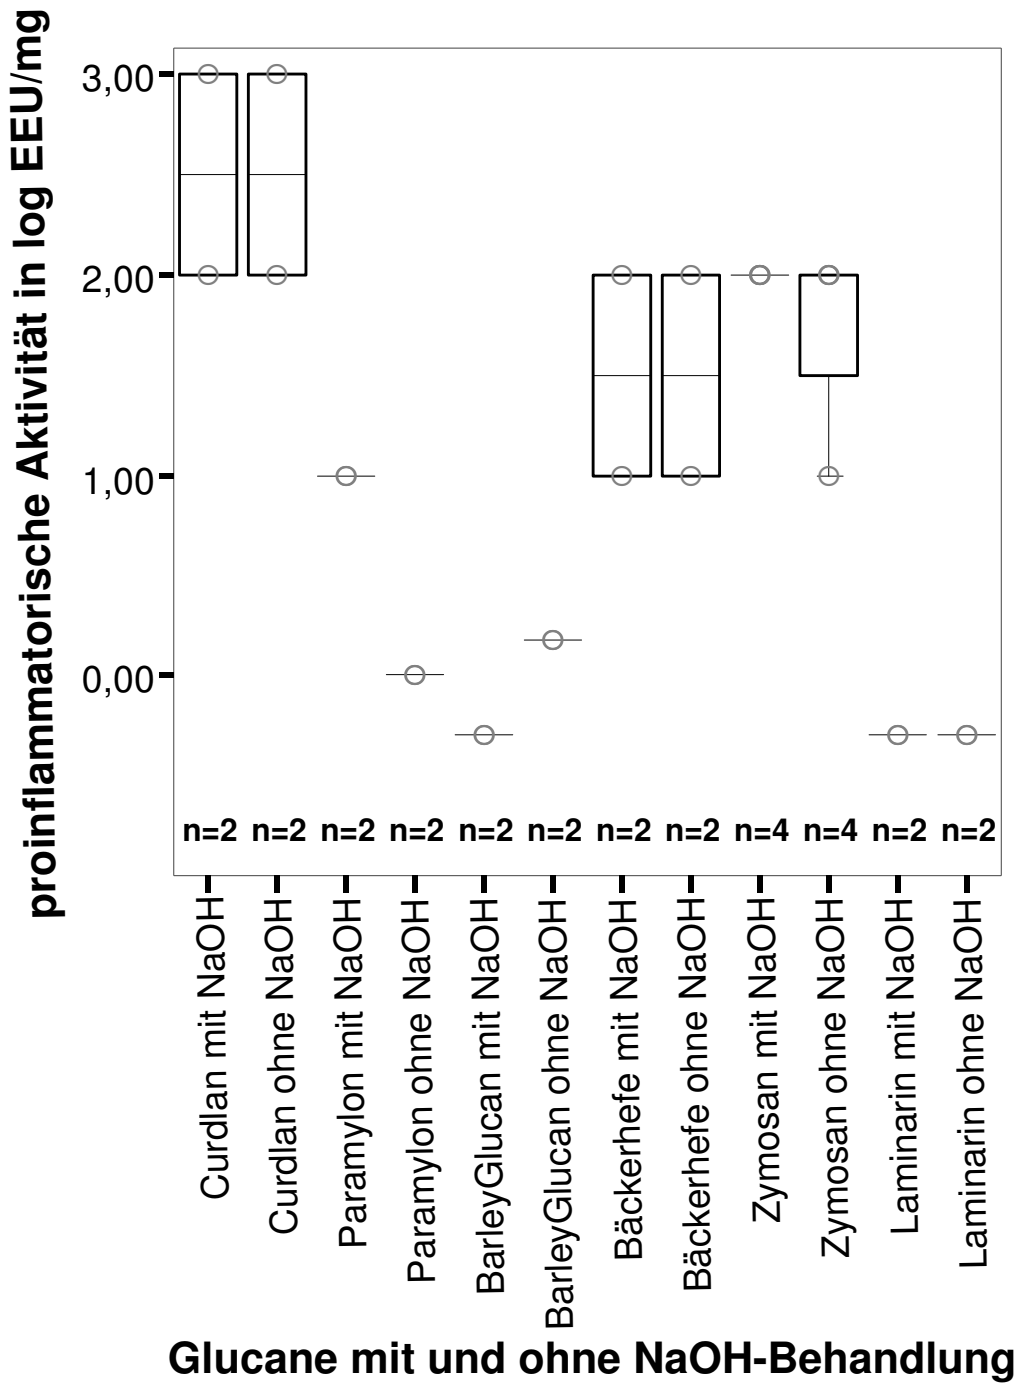 proinflammatorische Aktivität in log EEU/mg
3,00
2,00
1,00
0,00
n=2 n=2 n=2 n=2 n=2 n=2 n=2 n=2 n=4 n=4 n=2 n=2
Curdlan mit NaOH
Curdlan ohne NaOH
Paramylon mit NaOH
Paramylon ohne NaOH
BarleyGlucan mit NaOH
BarleyGlucan ohne NaOH
Bäckerhefe mit NaOH
Bäckerhefe ohne NaOH
Zymosan mit NaOH
Zymosan ohne NaOH
Laminarin mit NaOH
Laminarin ohne NaOH
Glucane mit und ohne NaOH-Behandlung